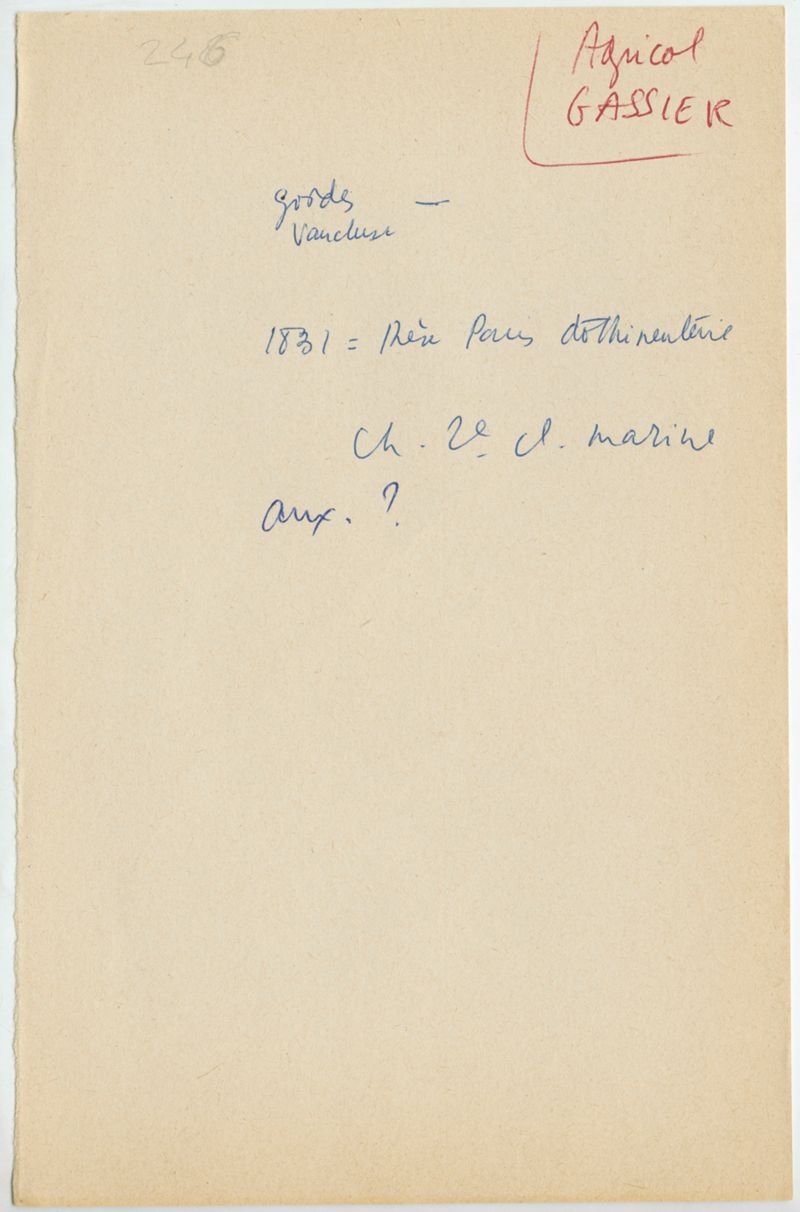 246
Agricol
GASSIER
Gordes —
Vaucluse
1831 = thèse Paris dothinentérie
Ch. 2e cl. marine
aux. ?